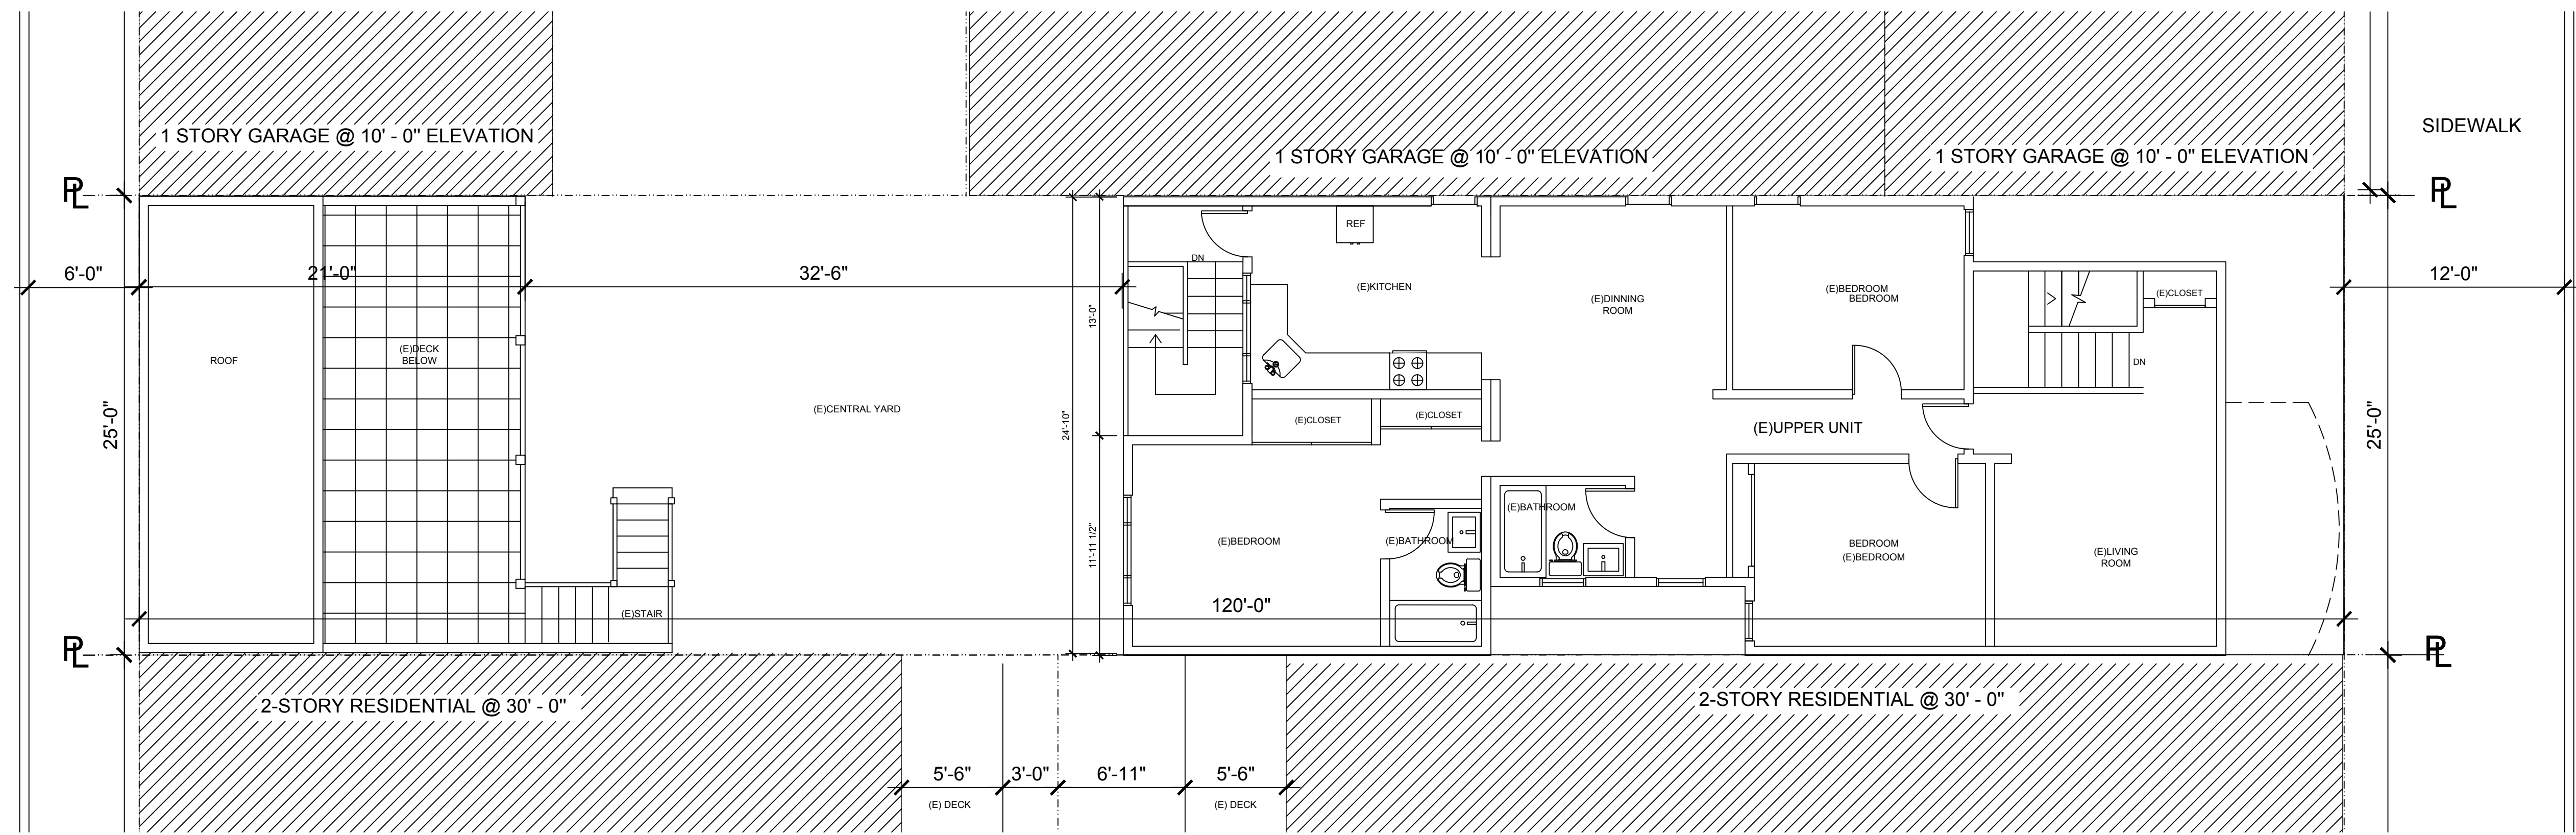 1 STORY GARAGE @ 10' - 0" ELEVATION
1 STORY GARAGE @ 10' - 0" ELEVATION
1 STORY GARAGE @ 10' - 0" ELEVATION
SIDEWALK
PL
PL
6'-0"
21'-0"
32'-6"
12'-0"
REF
DN
(E)KITCHEN
(E)DINNING
ROOM
(E)BEDROOM
BEDROOM
(E)CLOSET
13'-0"
ROOF
(E)DECK
BELOW
DN
25'-0"
(E)CENTRAL YARD
24'-10"
(E)CLOSET
(E)CLOSET
(E)UPPER UNIT
25'-0"
(E)BATHROOM
11'-11 1/2"
(E)BEDROOM
(E)BATHROOM
BEDROOM
(E)BEDROOM
(E)LIVING
ROOM
120'-0"
(E)STAIR
PL
PL
2-STORY RESIDENTIAL @ 30' - 0"
2-STORY RESIDENTIAL @ 30' - 0"
5'-6"
3'-0"
6'-11"
5'-6"
(E) DECK
(E) DECK